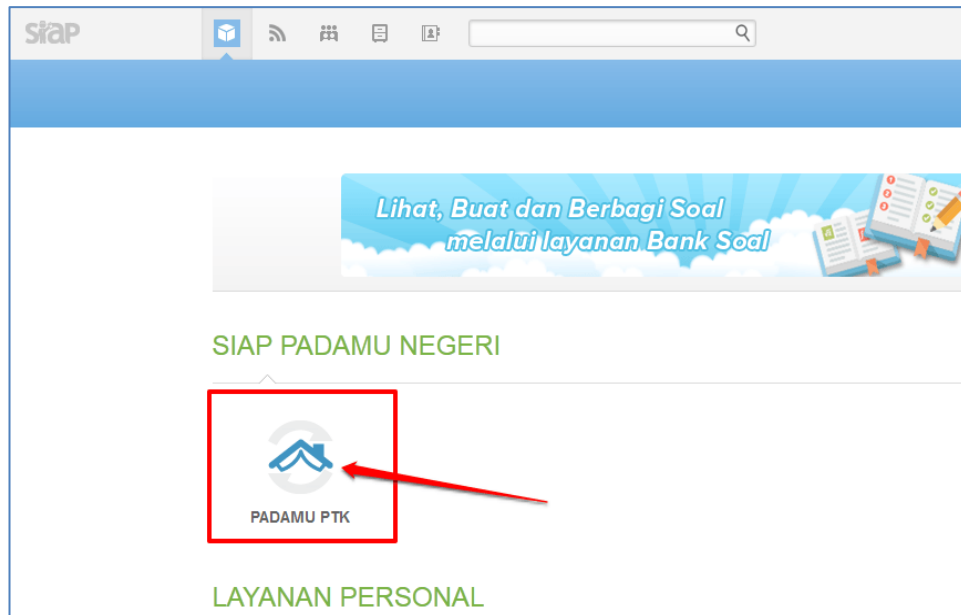 siap
Lihat, Buat dan Berbagi Soal
melalui layanan Bank Soal
SIAP PADAMU NEGERI
PADAMU PTK
LAYANAN PERSONAL